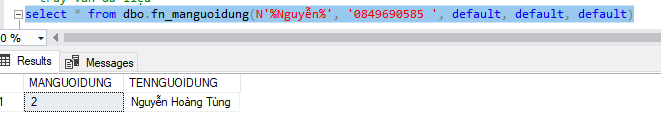 truy vấn dữ liệu
select * from dbo.fn_manguoidung(N'%Nguyễn%', '0849690585 ', default, default, default)
0 %
Results Messages
MANGUOIDUNG TENNGUOIDUNG
1 2 Nguyễn Hoàng Tùng